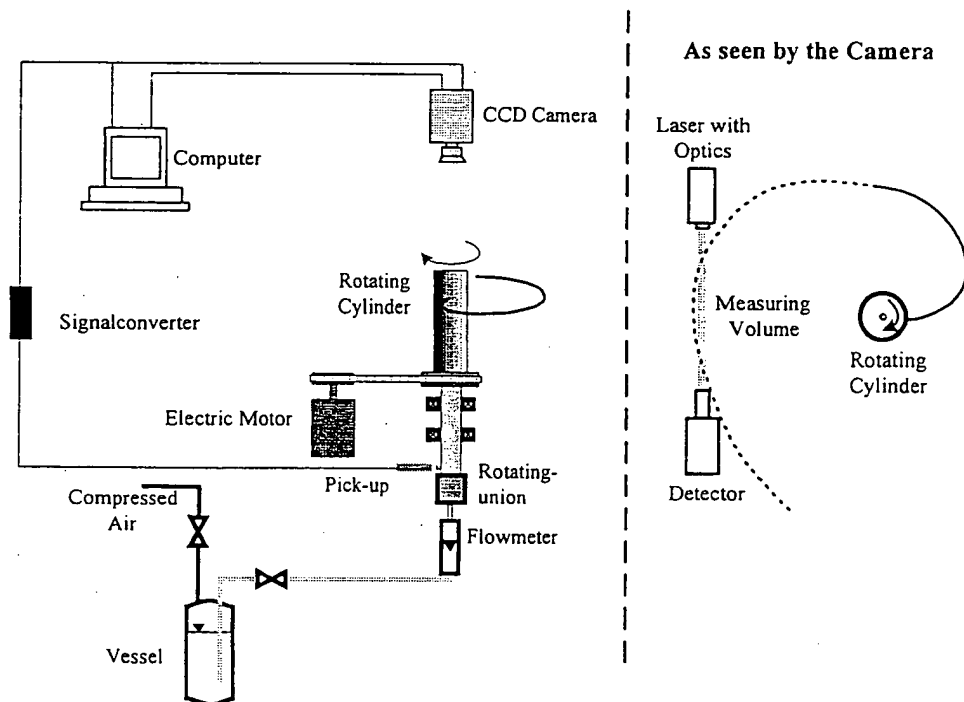 CCD Camera
Computer
Rotating
Cylinder
Signalconverter
Electric Motor
Pick-up
Rotating-
union
Compressed
Air
Flowmeter
Vessel
As seen by the Camera
Laser with
Optics
Measuring
Volume
Rotating
Cylinder
Detector